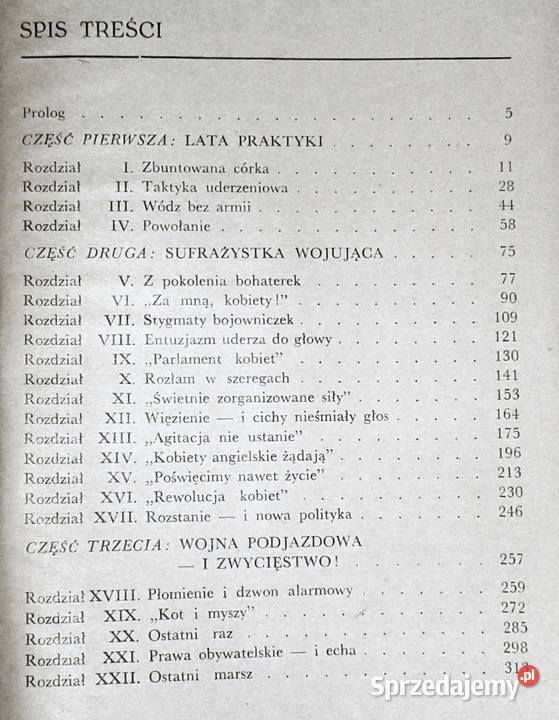 SPIS TREŚCI
Prolog . . . . . . . . . . . . . . . . . 5
CZĘŚĆ PIERWSZA: LATA PRAKTYKI . . . . . . 9
Rozdział I. Zbuntowana córka . . . . . . . . 11
Rozdział II. Taktyka uderzeniowa . . . . . . . 28
Rozdział III. Wódz bez armii . . . . . . . . . 44
Rozdział IV. Powołanie . . . . . . . . . . . 58
CZĘŚĆ DRUGA: SUFRAŻYSTKA WOJUJĄCA . . . . 75
Rozdział V. Z pokolenia bohaterek . . . . . . 77
Rozdział VI. „Za mną, kobiety!” . . . . . . . 90
Rozdział VII. Stygmaty bojowniczek . . . . . . 109
Rozdział VIII. Entuzjazm uderza do głowy . . . . . 121
Rozdział IX. „Parlament kobiet” . . . . . . . 130
Rozdział X. Rozłam w szeregach . . . . . . . 141
Rozdział XI. „Świetnie zorganizowane siły” . . . . 153
Rozdział XII. Więzienie — i cichy nieśmiały głos . . . 164
Rozdział XIII. „Agitacja nie ustanie” . . . . . . 175
Rozdział XIV. „Kobiety angielskie żądają” . . . . . 196
Rozdział XV. „Poświęcimy nawet życie” . . . . . 213
Rozdział XVI. „Rewolucja kobiet” . . . . . . . 230
Rozdział XVII. Rozstanie — i nowa polityka . . . . . 246
CZĘŚĆ TRZECIA: WOJNA PODJAZDOWA
— I ZWYCIĘSTWO! . . . . . 257
Rozdział XVIII. Płomienie i dzwon alarmowy . . . . 259
Rozdział XIX. „Kot i myszy” . . . . . . . . 272
Rozdział XX. Ostatni raz . . . . . . . . . 285
Rozdział XXI. Prawa obywatelskie — i echa . . . . 298
Rozdział XXII. Ostatni marsz . . . . . . . .
Sprzedajemy.pl